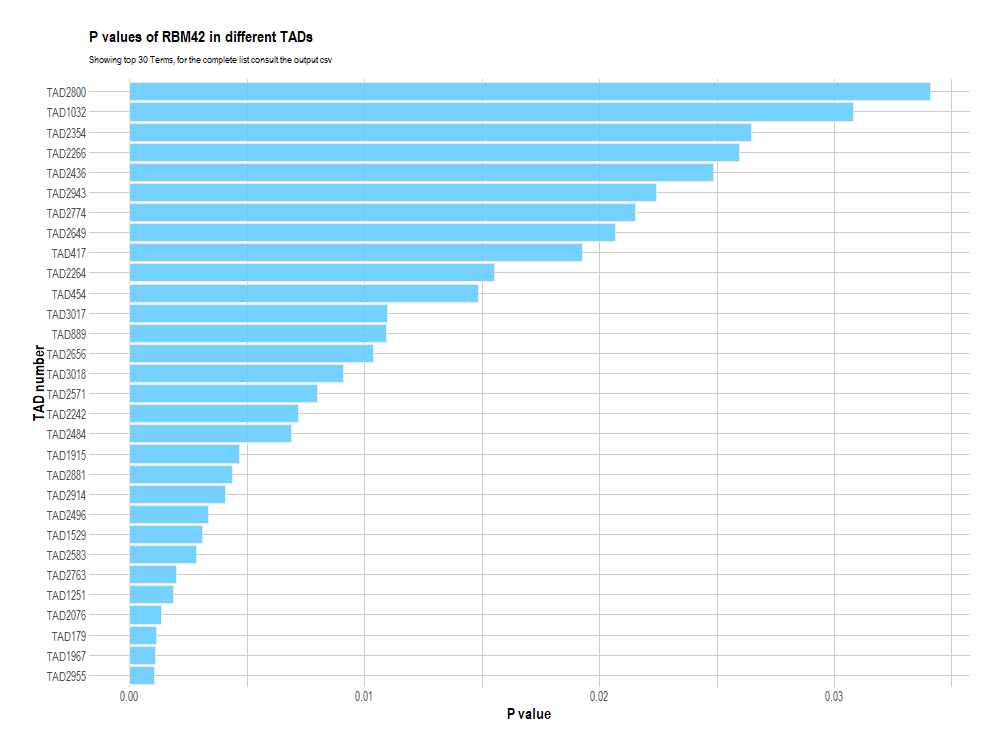 P values of RBM42 in different TADs
Showing top 30 Terms, for the complete list consult the output csv
TAD2800
TAD1032
TAD2354
TAD2266
TAD2436
TAD2943
TAD2774
TAD2649
TAD417
TAD2264
TAD454
TAD3017
TAD889
TAD2656
TAD3018
TAD2571
TAD2242
TAD2484
TAD1915
TAD2881
TAD2914
TAD2496
TAD1529
TAD2583
TAD2763
TAD1251
TAD2076
TAD179
TAD1967
TAD2955
TAD number
0.00 0.01 0.02 0.03
P value